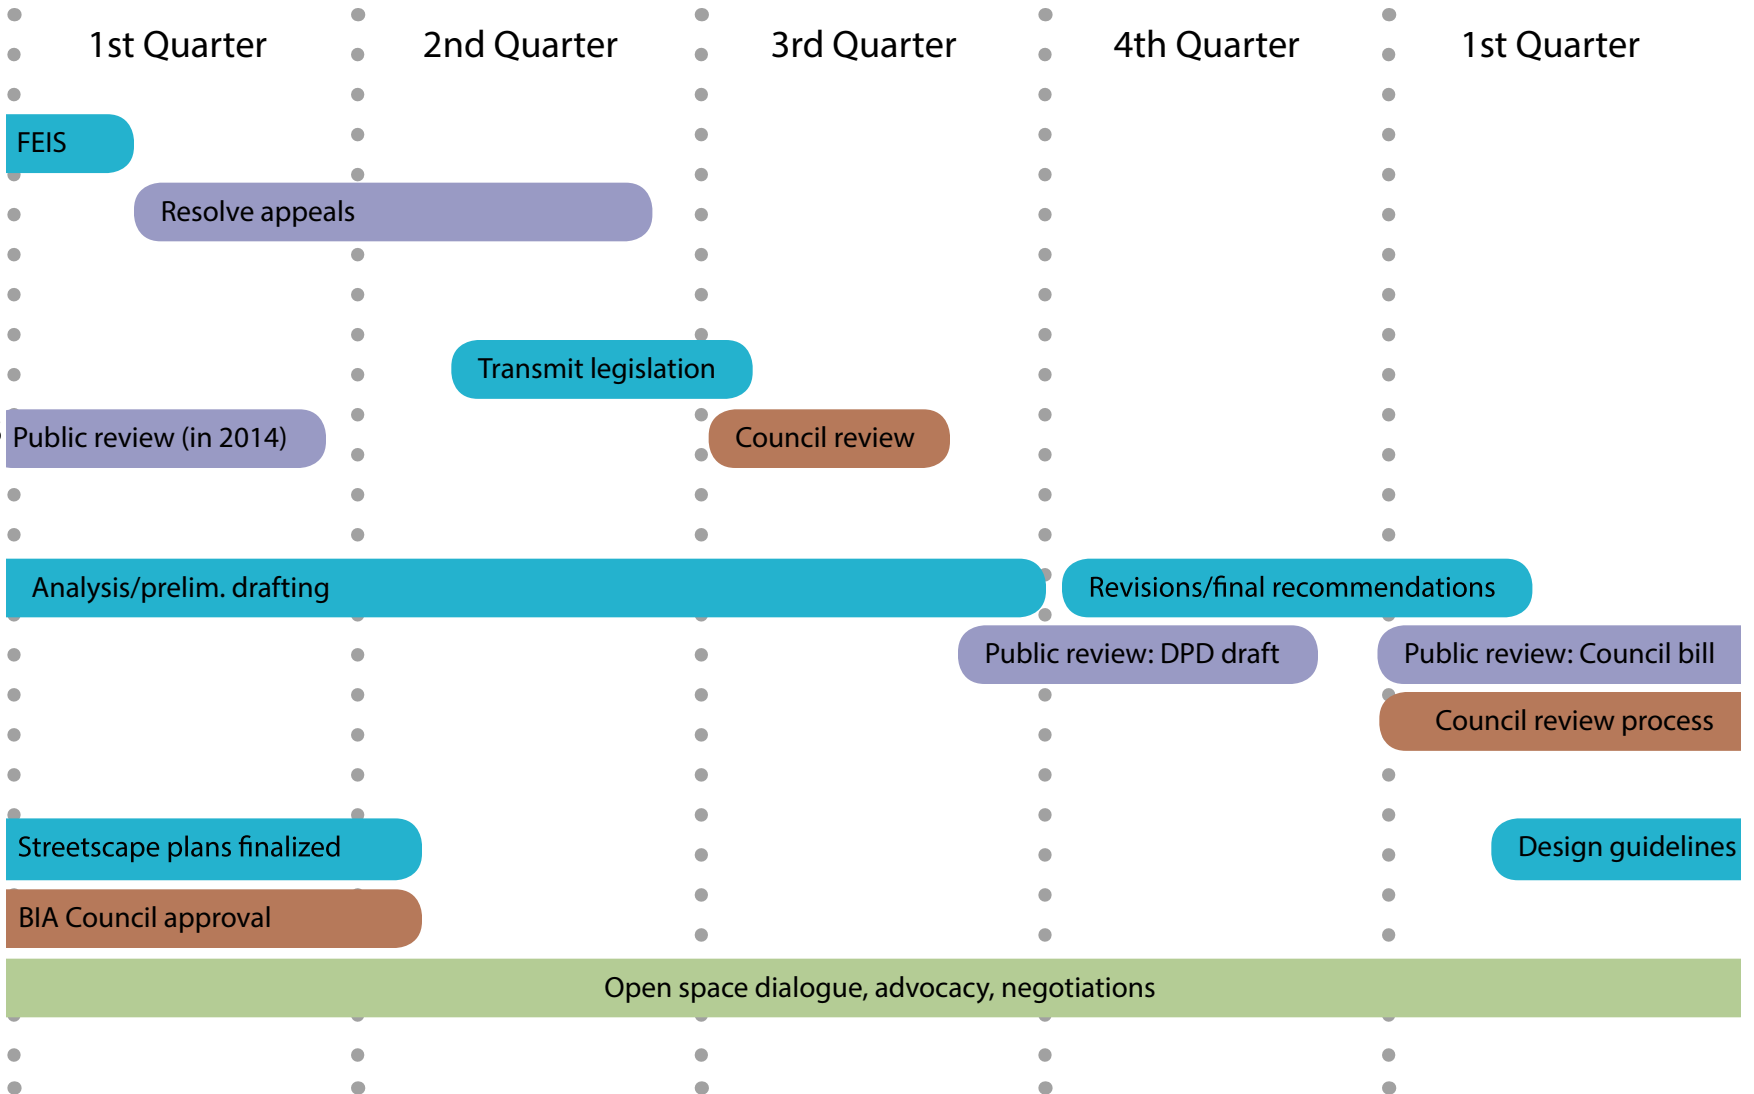 1st Quarter
2nd Quarter
3rd Quarter
4th Quarter
1st Quarter
FEIS
Resolve appeals
Transmit legislation
Public review (in 2014)
Council review
Analysis/prelim. drafting
Revisions/final recommendations
Public review: DPD draft
Public review: Council bill
Council review process
Streetscape plans finalized
Design guidelines
BIA Council approval
Open space dialogue, advocacy, negotiations